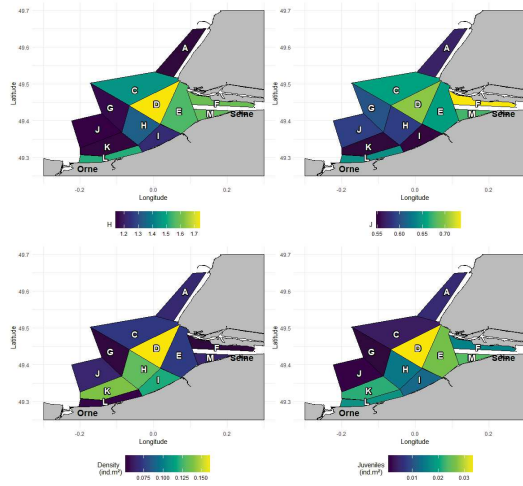 49.7
49.6
49.5
49.4
49.3
Latitude
A
C
D
G
E
F
M
Seine
H
J
I
K
L
Orne
-0.2
0.0
0.2
Longitude
H
1.2 1.3 1.4 1.5 1.6 1.7
49.7
49.6
49.5
49.4
49.3
Latitude
A
C
D
G
E
F
M
Seine
H
J
I
K
L
Orne
-0.2
0.0
0.2
Longitude
J
0.55 0.60 0.65 0.70
49.7
49.6
49.5
49.4
49.3
Latitude
A
C
D
G
E
F
M
Seine
H
J
I
K
L
Orne
-0.2
0.0
0.2
Longitude
Density
(ind.m³)
0.075 0.100 0.125 0.150
49.7
49.6
49.5
49.4
49.3
Latitude
A
C
D
G
E
F
M
Seine
H
J
I
K
L
Orne
-0.2
0.0
0.2
Longitude
Juveniles
(ind.m³)
0.01 0.02 0.03